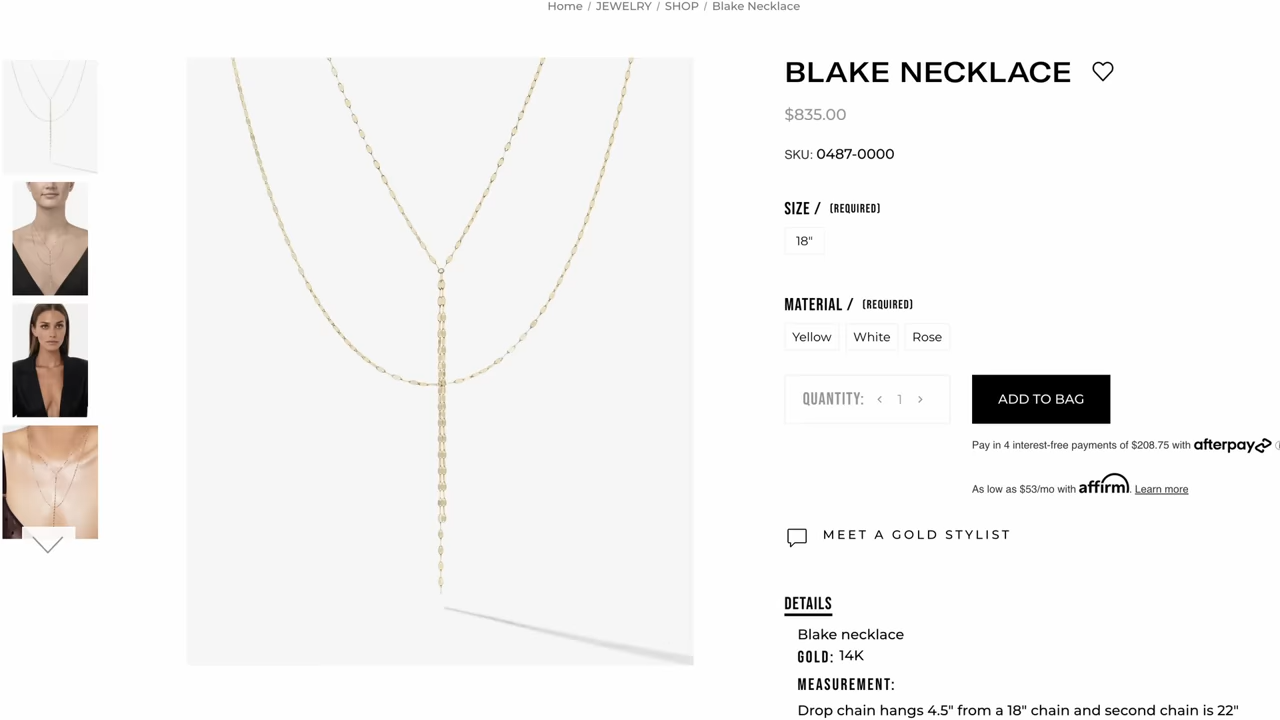 Home / JEWELRY / SHOP / Blake Necklace
BLAKE NECKLACE
$835.00
SKU: 0487-0000
SIZE / (REQUIRED)
18"
MATERIAL / (REQUIRED)
Yellow White Rose
QUANTITY: < 1 > ADD TO BAG
Pay in 4 interest-free payments of $208.75 with afterpay
As low as $53/mo with affirm. Learn more
MEET A GOLD STYLIST
DETAILS
Blake necklace
GOLD: 14K
MEASUREMENT:
Drop chain hangs 4.5" from a 18" chain and second chain is 22"